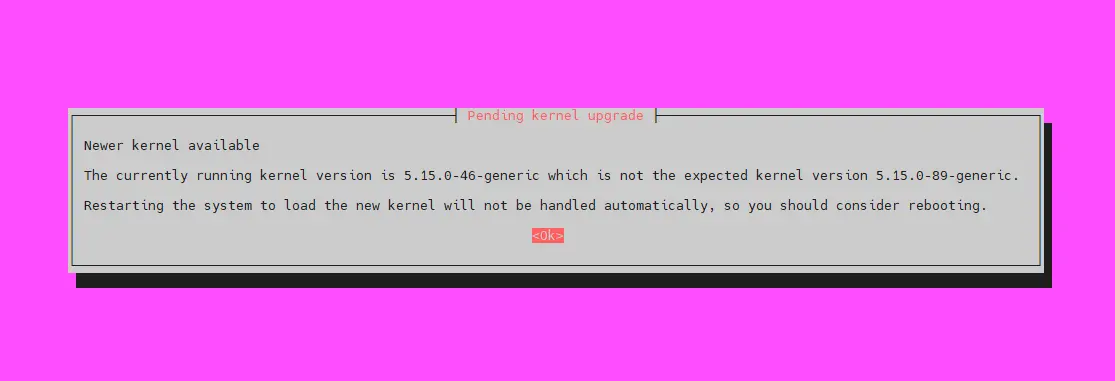 Pending kernel upgrade
Newer kernel available
The currently running kernel version is 5.15.0-46-generic which is not the expected kernel version 5.15.0-89-generic.
Restarting the system to load the new kernel will not be handled automatically, so you should consider rebooting.
<Ok>